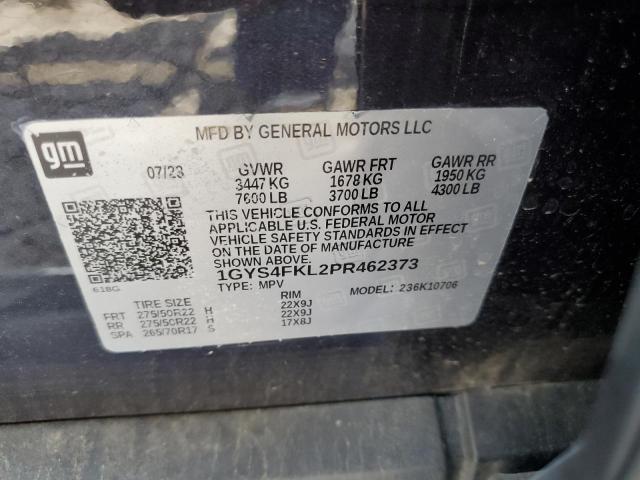 gm
MFD BY GENERAL MOTORS LLC
07/23 GVWR GAWR FRT GAWR RR
3447 KG 1678 KG 1950 KG
7600 LB 3700 LB 4300 LB
THIS VEHICLE CONFORMS TO ALL
APPLICABLE U.S. FEDERAL MOTOR
VEHICLE SAFETY STANDARDS IN EFFECT
ON THE DATE OF MANUFACTURE
SHOWN ABOVE.
1GYS4FKL2PR462373
618G TYPE: MPV MODEL: 236K10706
TIRE SIZE RIM
FRT 275/50R22 H 22X9J
RR 275/50R22 H 22X9J
SPA 265/70R17 S 17X8J